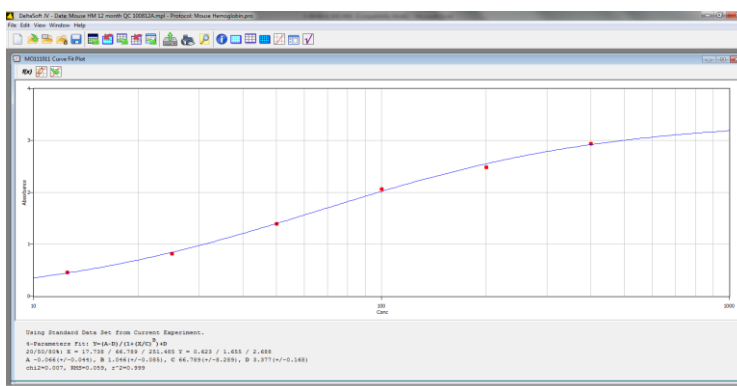 DeltaSoft JV - Data: Mouse HM 12 month QC 100812A.mpl - Protocol: Mouse Hemoglobin.pro
File Edit View Window Help
MO111011 Curve Fit Plot
f(x)
4
3
2
1
0
Absorbance
10
100
1000
Conc
Using Standard Data Set from Current Experiment.
4-Parameters fit: Y=(A-D)/(1+(X/C)^B)+D
20/50/80%: X = 17.738 / 66.789 / 251.485 Y = 0.623 / 1.655 / 2.688
A -0.066(+/-0.044), B 1.046(+/-0.085), C 66.789(+/-8.289), D 3.377(+/-0.168)
chi2=0.007, RMS=0.059, r^2=0.999